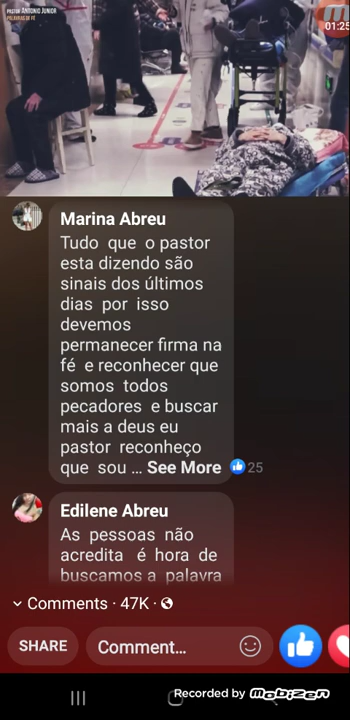 PASTOR ANTONIO JUNIOR
PALAVRAS DE FÉ
01:25
Marina Abreu
Tudo que o pastor
esta dizendo são
sinais dos últimos
dias por isso
devemos
permanecer firma na
fé e reconhecer que
somos todos
pecadores e buscar
mais a deus eu
pastor reconheço
que sou ... See More 25
Edilene Abreu
As pessoas não
acredita é hora de
buscamos a palavra
Comments · 47K ·
SHARE Comment...
Recorded by mobizen